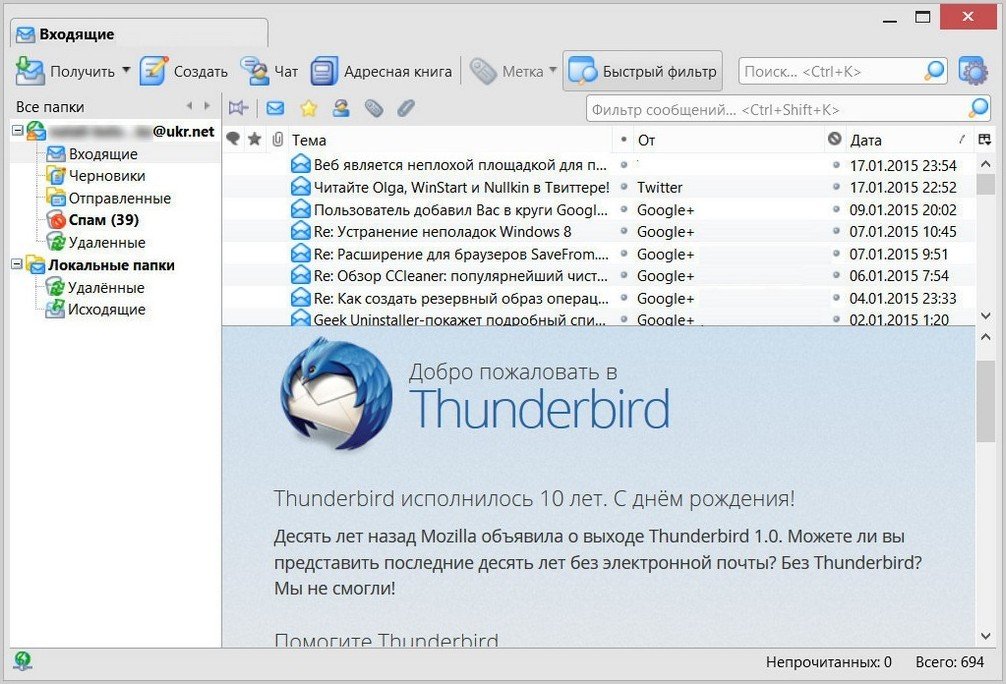 Входящие
Получить Создать Чат Адресная книга Метка Быстрый фильтр Поиск... <Ctrl+K>
Все папки
Фильтр сообщений... <Ctrl+Shift+K>
@ukr.net
Входящие
Черновики
Отправленные
Спам (39)
Удаленные
Локальные папки
Удалённые
Исходящие
Тема От Дата
Веб является неплохой площадкой для п... 17.01.2015 23:54
Читайте Olga, WinStart и Nullkin в Твиттере! Twitter 17.01.2015 22:52
Пользователь добавил Вас в круги Googl... Google+ 09.01.2015 20:02
Re: Устранение неполадок Windows 8 Google+ 07.01.2015 10:45
Re: Расширение для браузеров SaveFrom.... Google+ 07.01.2015 9:51
Re: Обзор CCleaner: популярнейший чист... Google+ 06.01.2015 7:54
Re: Как создать резервный образ операц... Google+ 04.01.2015 23:33
Geek Uninstaller-покажет подробный спи... Google+ 02.01.2015 1:20
Добро пожаловать в
Thunderbird
Thunderbird исполнилось 10 лет. С днём рождения!
Десять лет назад Mozilla объявила о выходе Thunderbird 1.0. Можете ли вы
представить последние десять лет без электронной почты? Без Thunderbird?
Мы не смогли!
Помогите Thunderbird
Непрочитанных: 0 Всего: 694